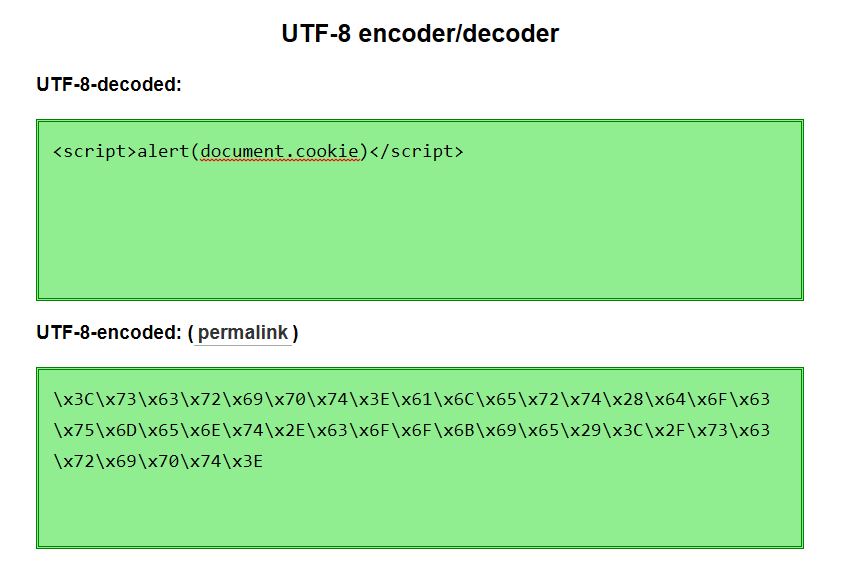 UTF-8 encoder/decoder
UTF-8-decoded:
<script>alert(document.cookie)</script>
UTF-8-encoded: (permalink)
\x3C\x73\x63\x72\x69\x70\x74\x3E\x61\x6C\x65\x72\x74\x28\x64\x6F\x63
\x75\x6D\x65\x6E\x74\x2E\x63\x6F\x6F\x6B\x69\x65\x29\x3C\x2F\x73\x63
\x72\x69\x70\x74\x3E